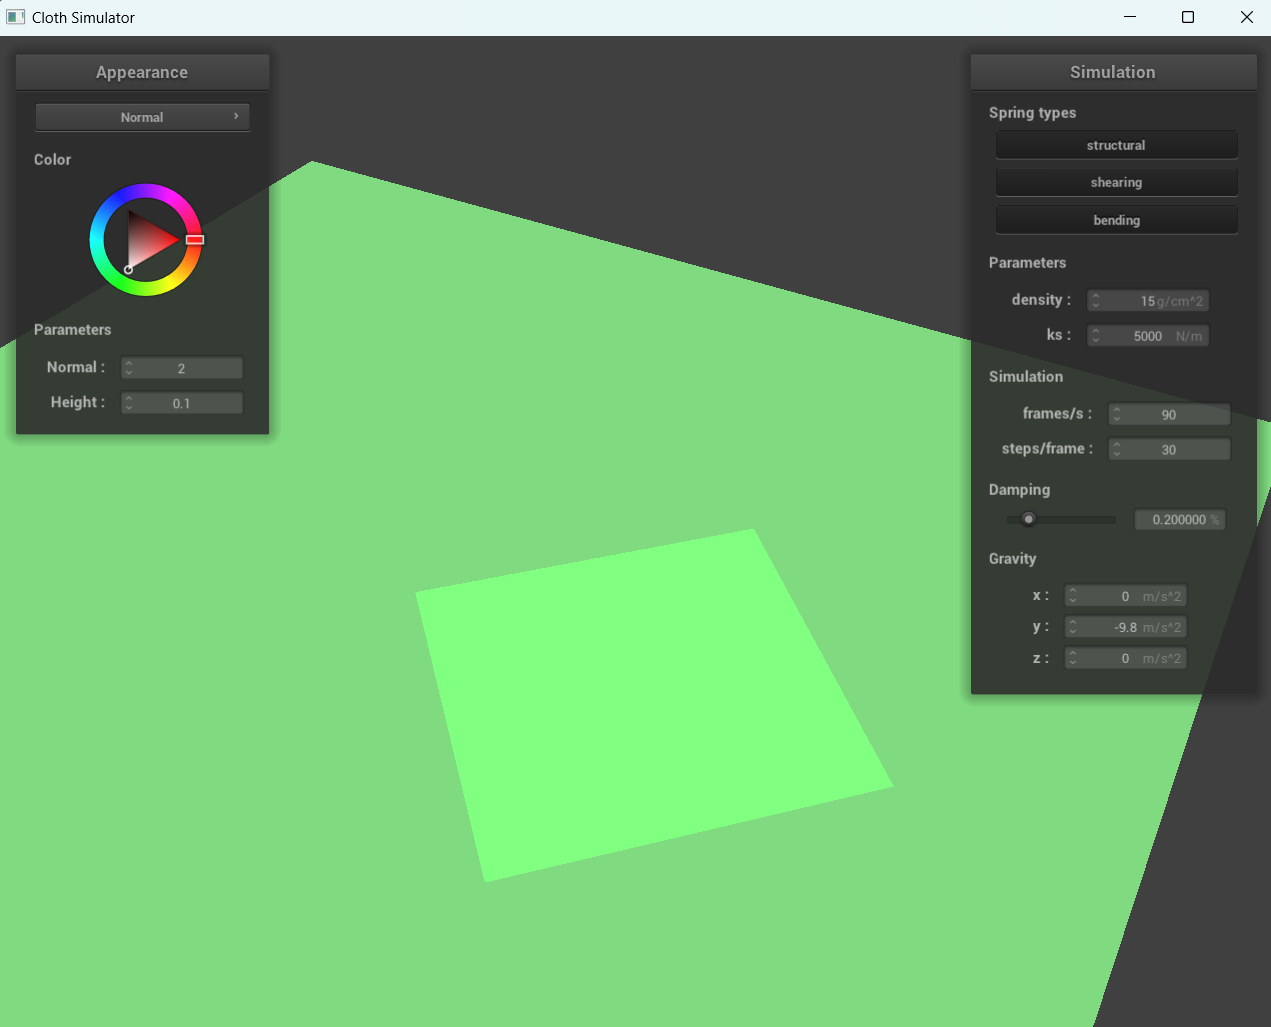 Cloth Simulator
Appearance
Normal
Color
Parameters
Normal : 2
Height : 0.1
Simulation
Spring types
structural
shearing
bending
Parameters
density : 15 g/cm^2
ks : 5000 N/m
Simulation
frames/s : 90
steps/frame : 30
Damping
0.200000 %
Gravity
x : 0 m/s^2
y : -9.8 m/s^2
z : 0 m/s^2